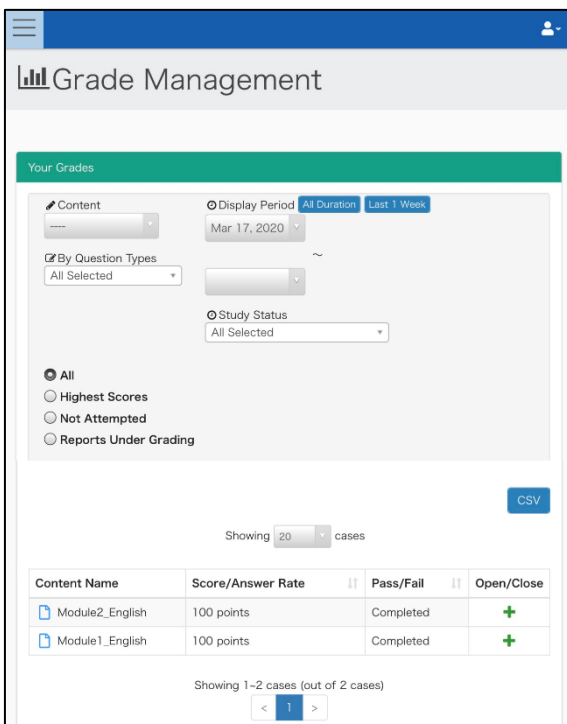 Grade Management
Your Grades
Content
----
Display Period All Duration Last 1 Week
Mar 17, 2020
~
By Question Types
All Selected
Study Status
All Selected
All
Highest Scores
Not Attempted
Reports Under Grading
CSV
Showing 20 cases
Content Name Score/Answer Rate Pass/Fail Open/Close
Module2_English 100 points Completed +
Module1_English 100 points Completed +
Showing 1~2 cases (out of 2 cases)
< 1 >